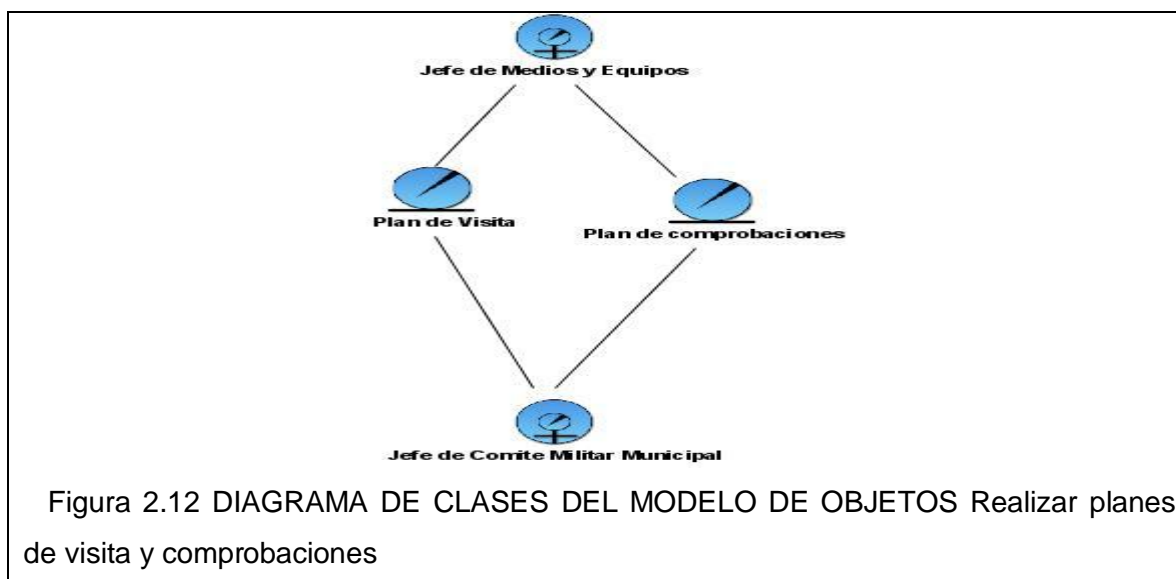 Jefe de Medios y Equipos
Plan de Visita
Plan de comprobaciones
Jefe de Comite Militar Municipal
Figura 2.12 DIAGRAMA DE CLASES DEL MODELO DE OBJETOS Realizar planes
de visita y comprobaciones